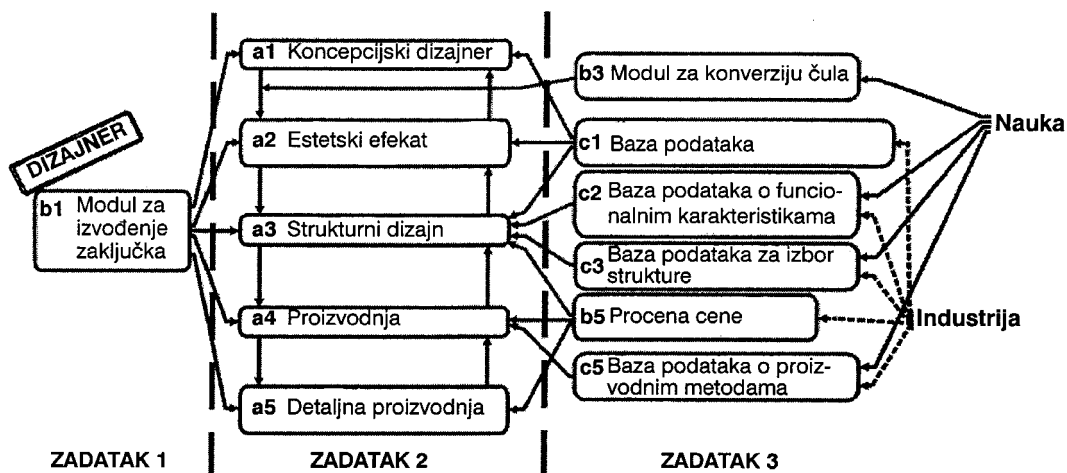 DIZAJNER
b1 Modul za
izvođenje
zaključka
a1 Koncepcijski dizajner
a2 Estetski efekat
a3 Strukturni dizajn
a4 Proizvodnja
a5 Detaljna proizvodnja
b3 Modul za konverziju čula
c1 Baza podataka
c2 Baza podataka o funcio-
nalnim karakteristikama
c3 Baza podataka za izbor
strukture
b5 Procena cene
c5 Baza podataka o proiz-
vodnim metodama
Nauka
Industrija
ZADATAK 1
ZADATAK 2
ZADATAK 3